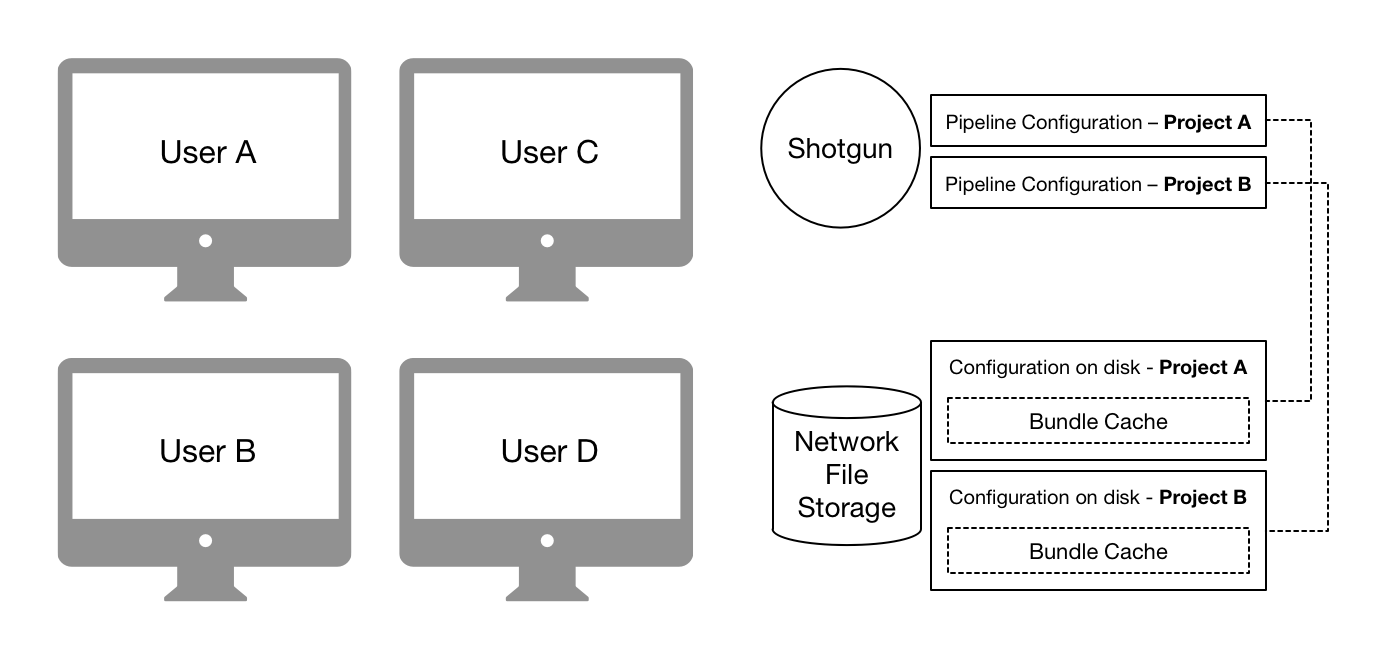 User A
User C
Shotgun
Pipeline Configuration – Project A
Pipeline Configuration – Project B
User B
User D
Network
File
Storage
Configuration on disk - Project A
Bundle Cache
Configuration on disk - Project B
Bundle Cache